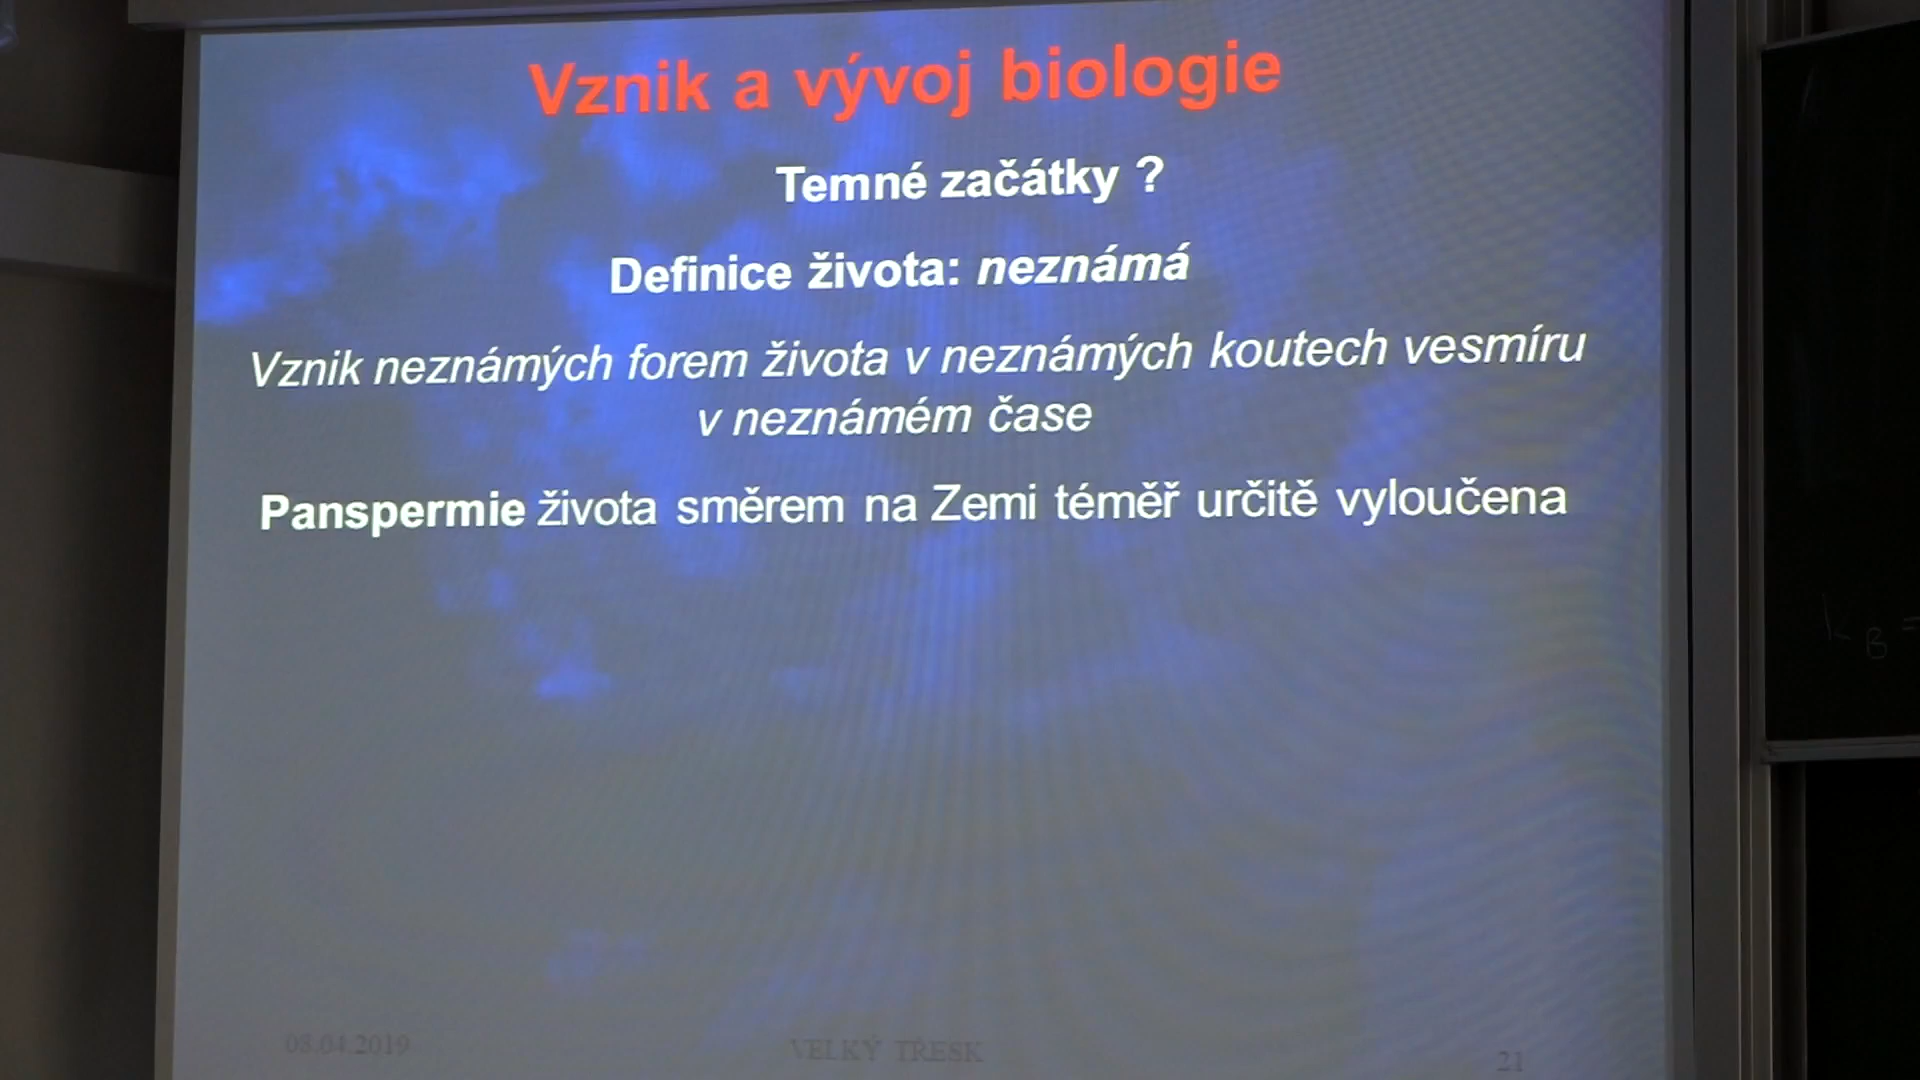 Vznik a vývoj biologie
Temné začátky ?
Definice života: neznámá
Vznik neznámých forem života v neznámých koutech vesmíru
v neznámém čase
Panspermie života směrem na Zemi téměř určitě vyloučena
k B =
08.04.2019 VELKÝ TŘESK 21